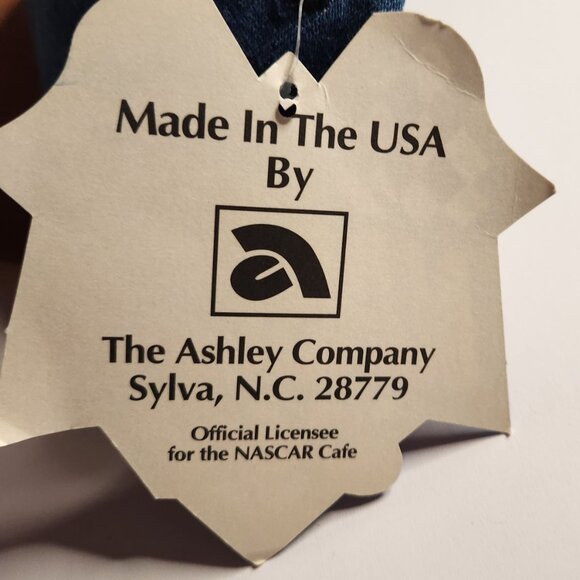 Made In The USA
By
The Ashley Company
Sylva, N.C. 28779
Official Licensee
for the NASCAR Cafe